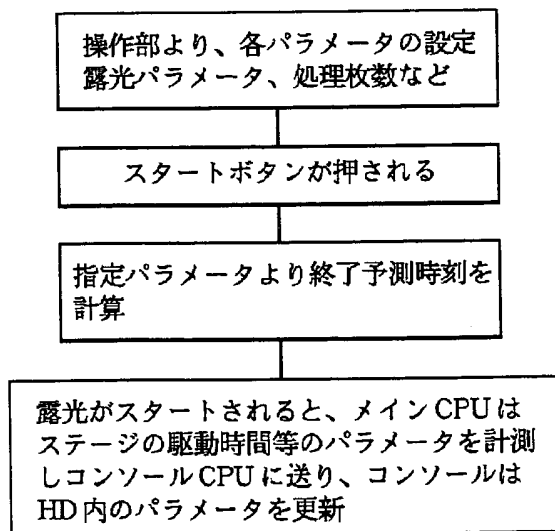 操作部より、各パラメータの設定
露光パラメータ、処理枚数など
スタートボタンが押される
指定パラメータより終了予測時刻を
計算
露光がスタートされると、メインCPUは
ステージの駆動時間等のパラメータを計測
しコンソールCPUに送り、コンソールは
HD内のパラメータを更新